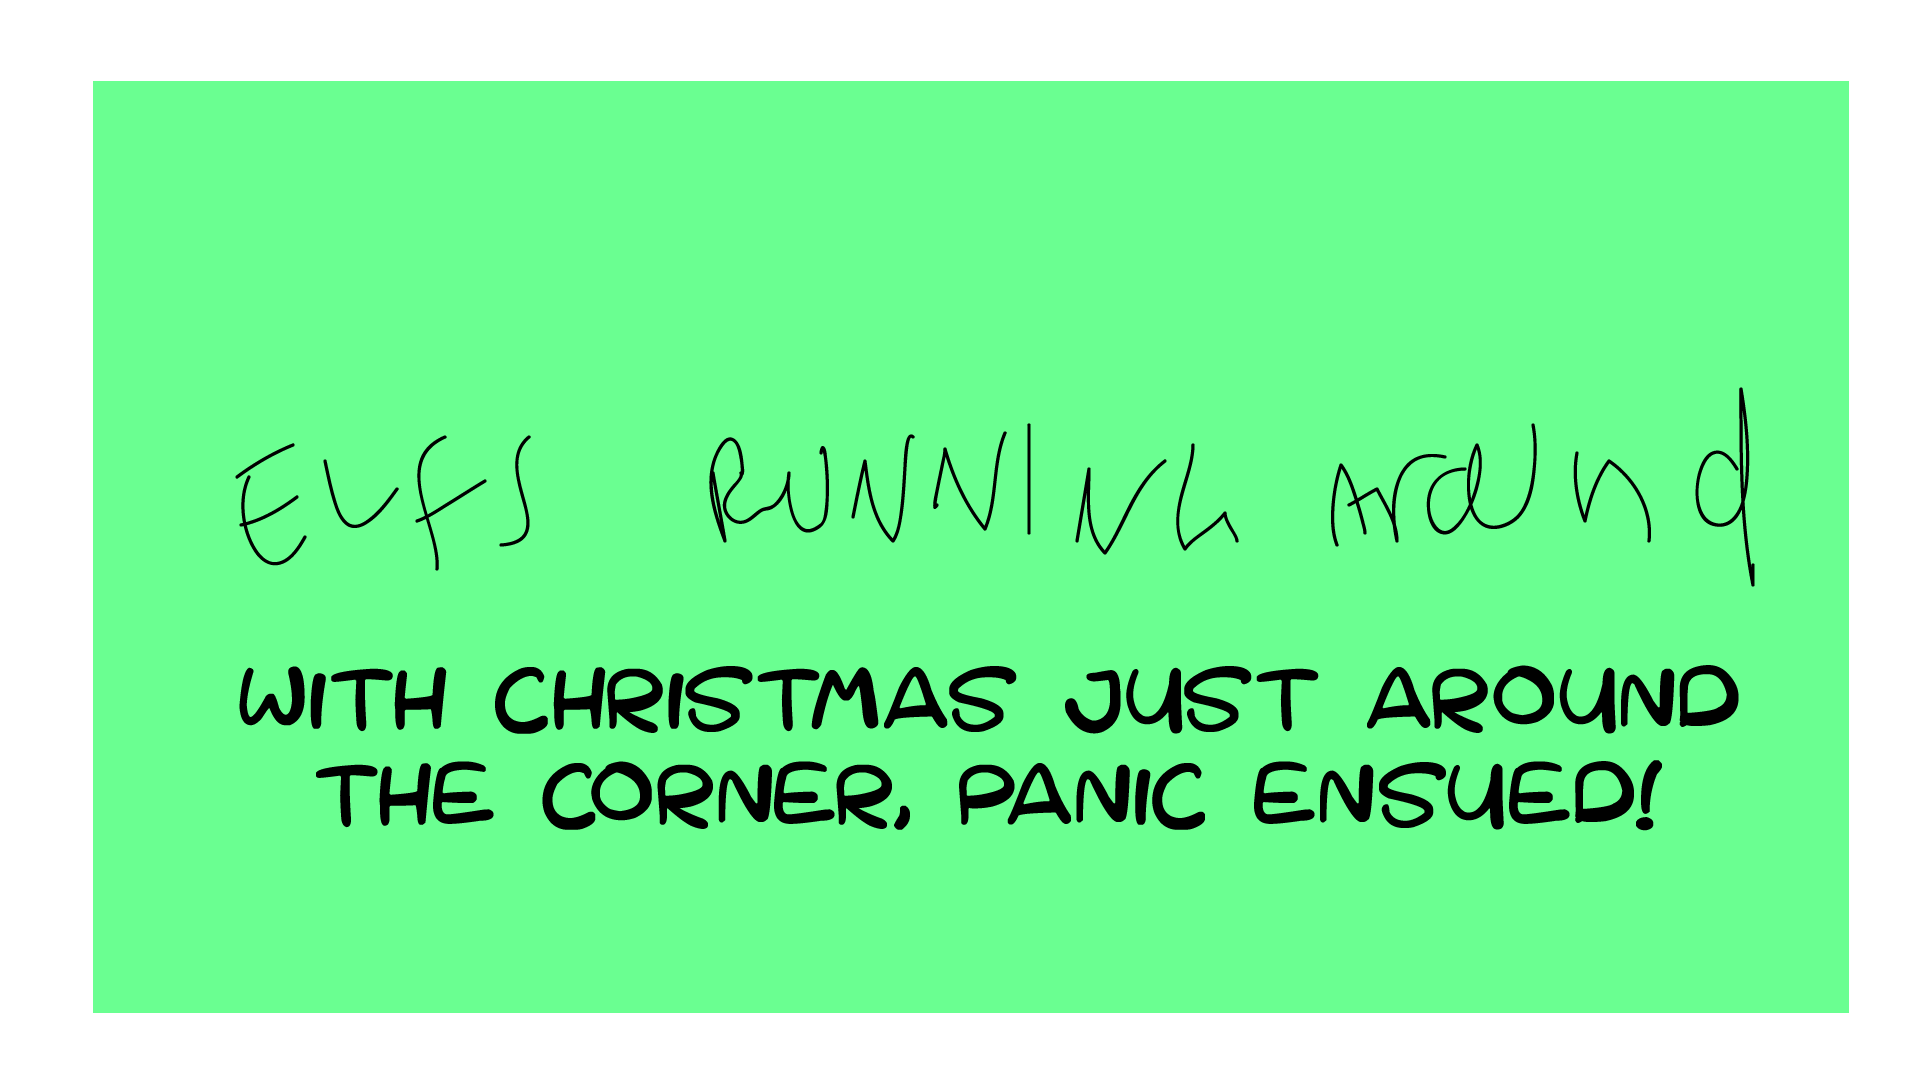 ELFS RUNNING Around
WITH CHRISTMAS JUST AROUND
THE CORNER, PANIC ENSUED!